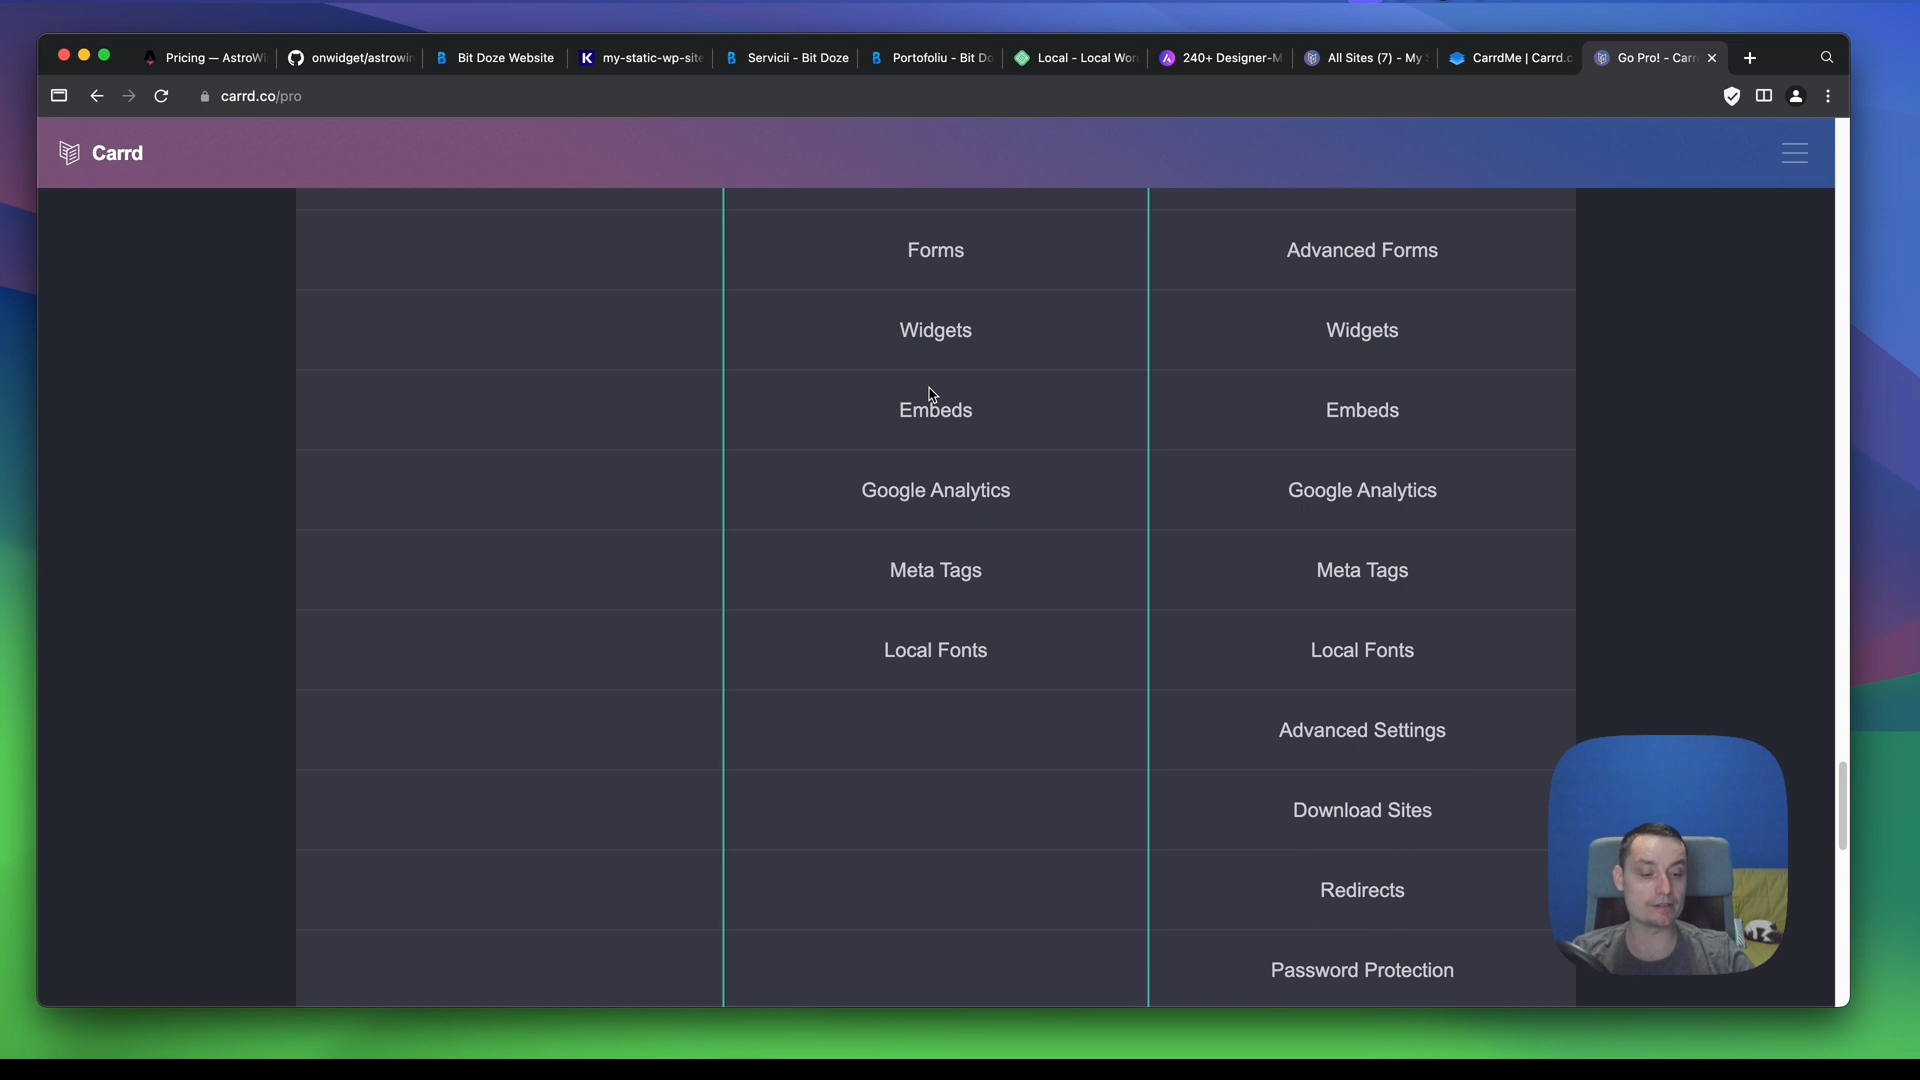 Pricing — AstroWi
onwidget/astrowin
Bit Doze Website
my-static-wp-site
Servicii - Bit Doze
Portofoliu - Bit Do
Local - Local Wor
240+ Designer-M
All Sites (7) - My S
CarrdMe | Carrd.c
Go Pro! - Carr
carrd.co/pro
Carrd
Forms
Advanced Forms
Widgets
Widgets
Embeds
Embeds
Google Analytics
Google Analytics
Meta Tags
Meta Tags
Local Fonts
Local Fonts
Advanced Settings
Download Sites
Redirects
Password Protection